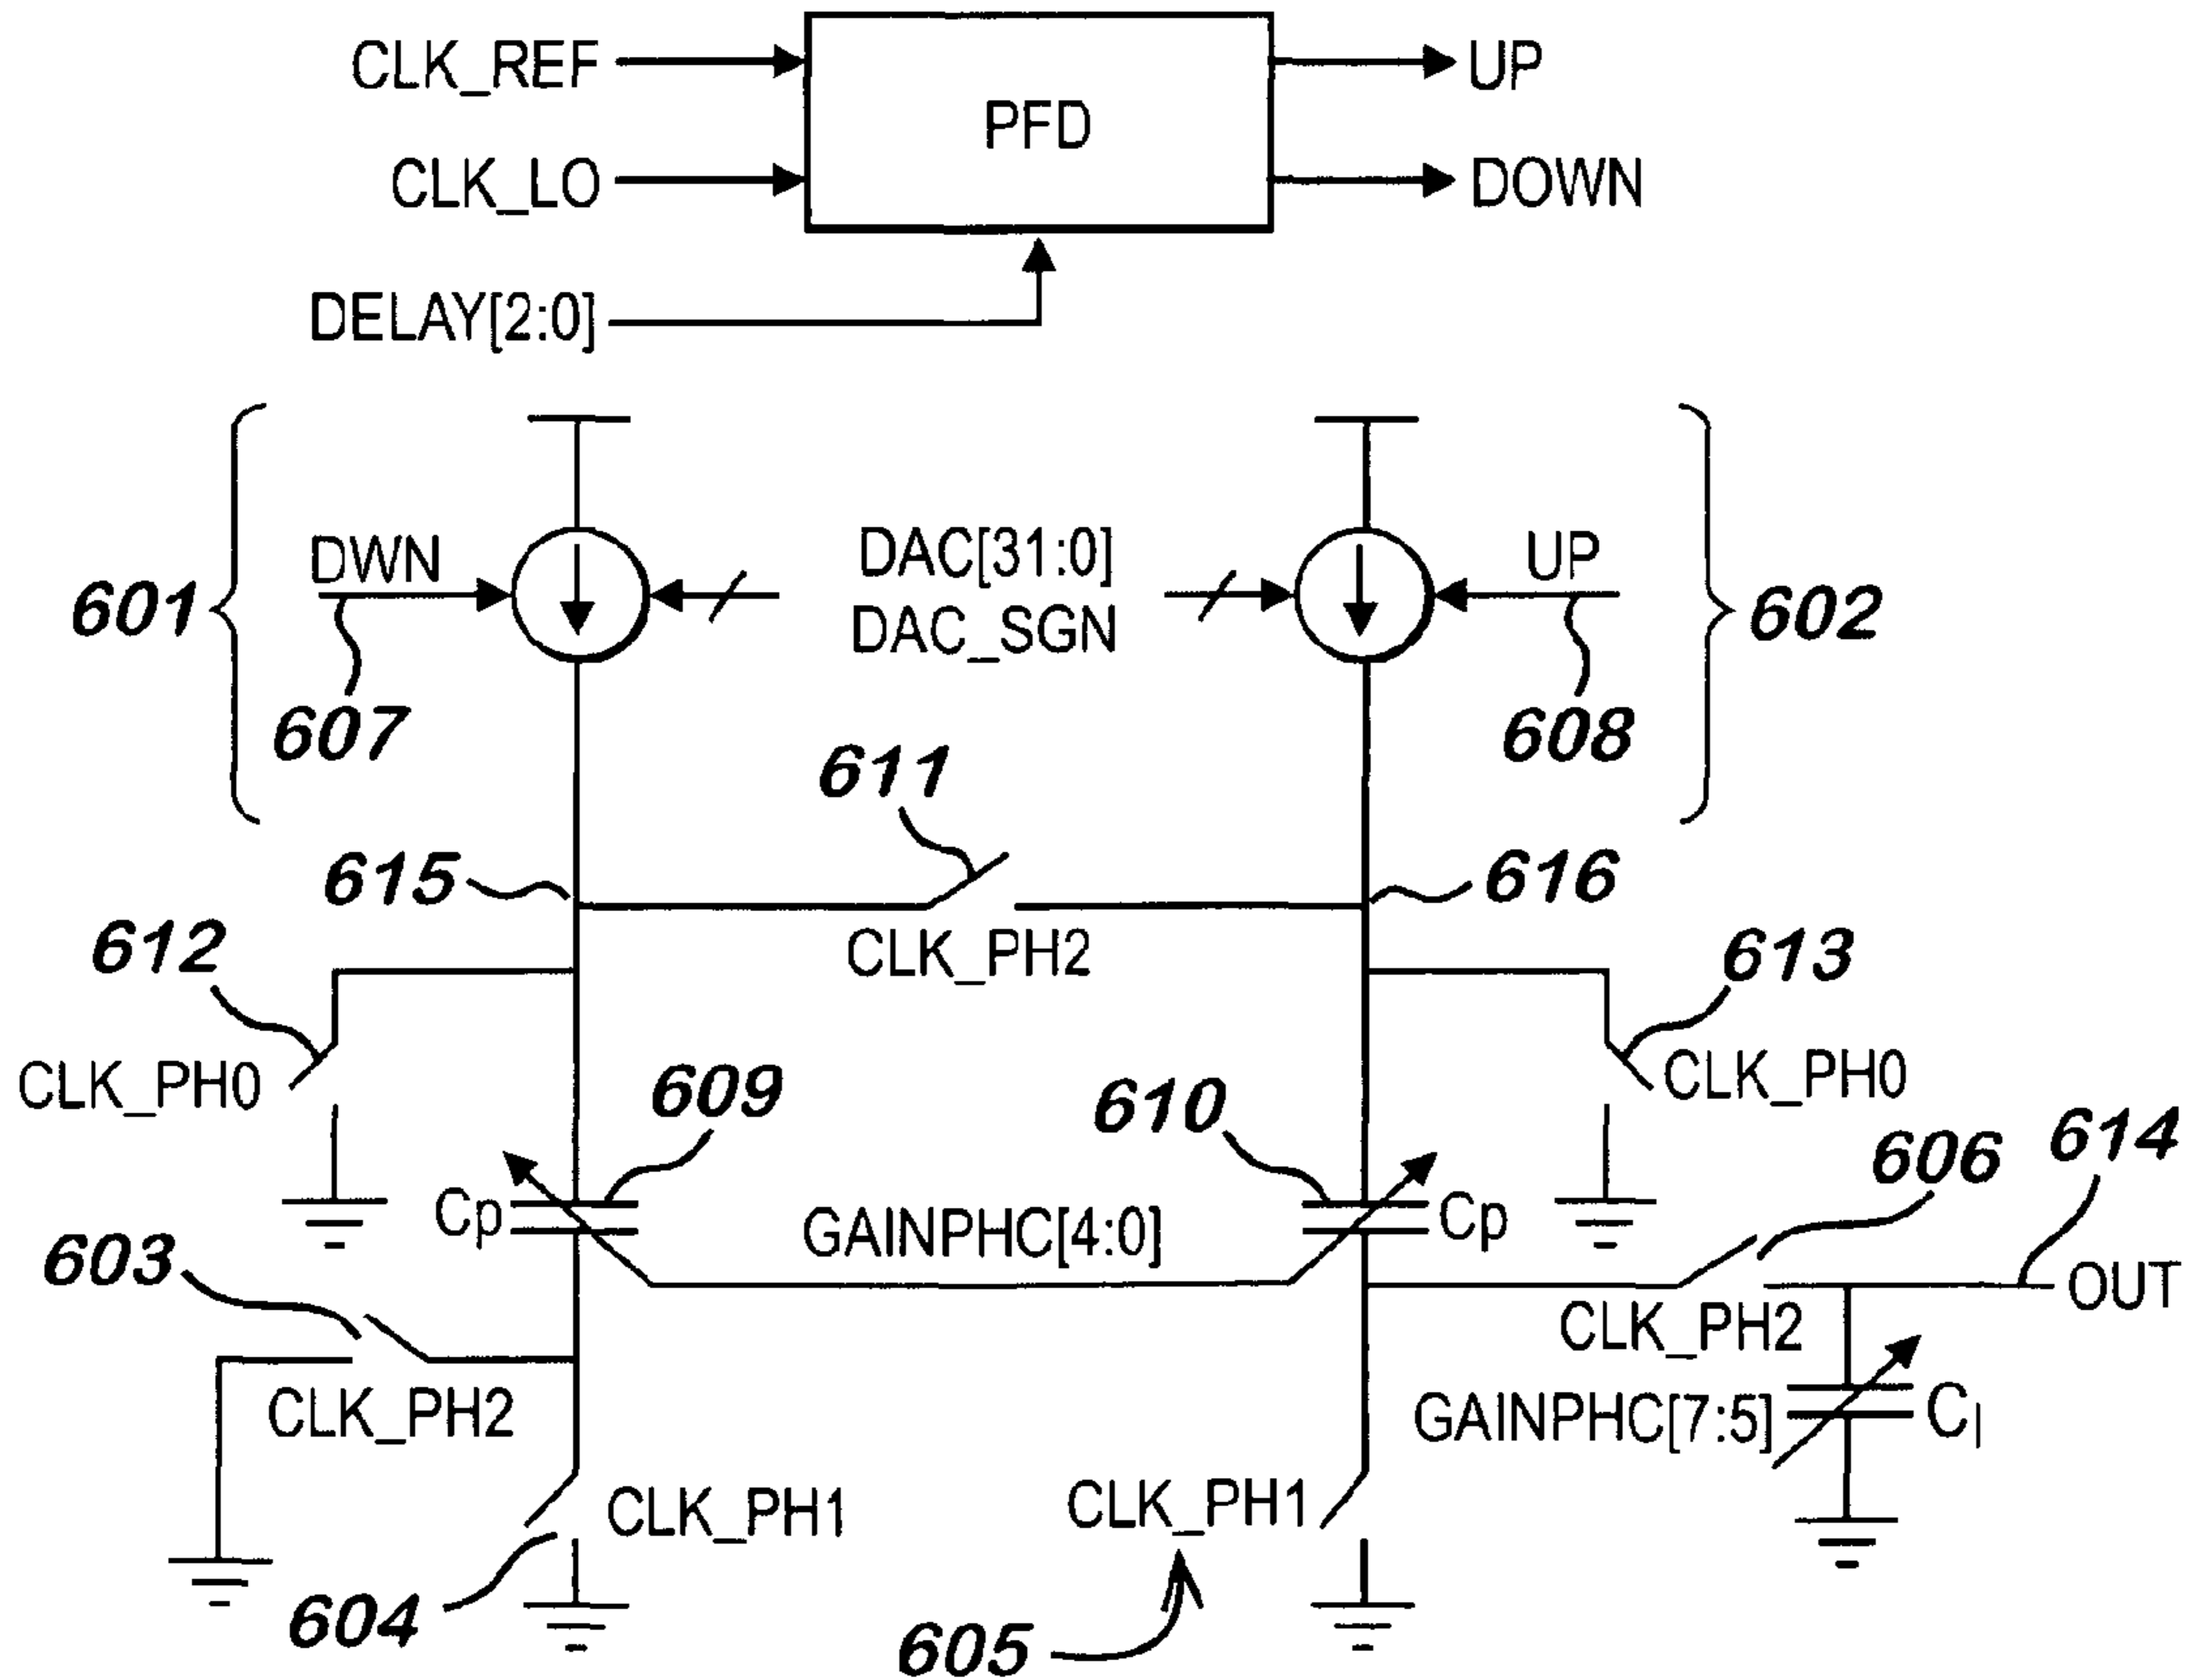 CLK_REF
UP
PFD
CLK_LO
DOWN
DELAY[2:0]
DWN
DAC[31:0]
UP
601
DAC_SGN
602
607
608
611
615
616
612
CLK_PH2
613
CLK_PH0
609
610
CLK_PH0
606
614
Cp
GAINPHC[4:0]
Cp
603
OUT
CLK_PH2
CLK_PH2
GAINPHC[7:5]
CI
CLK_PH1
CLK_PH1
604
605